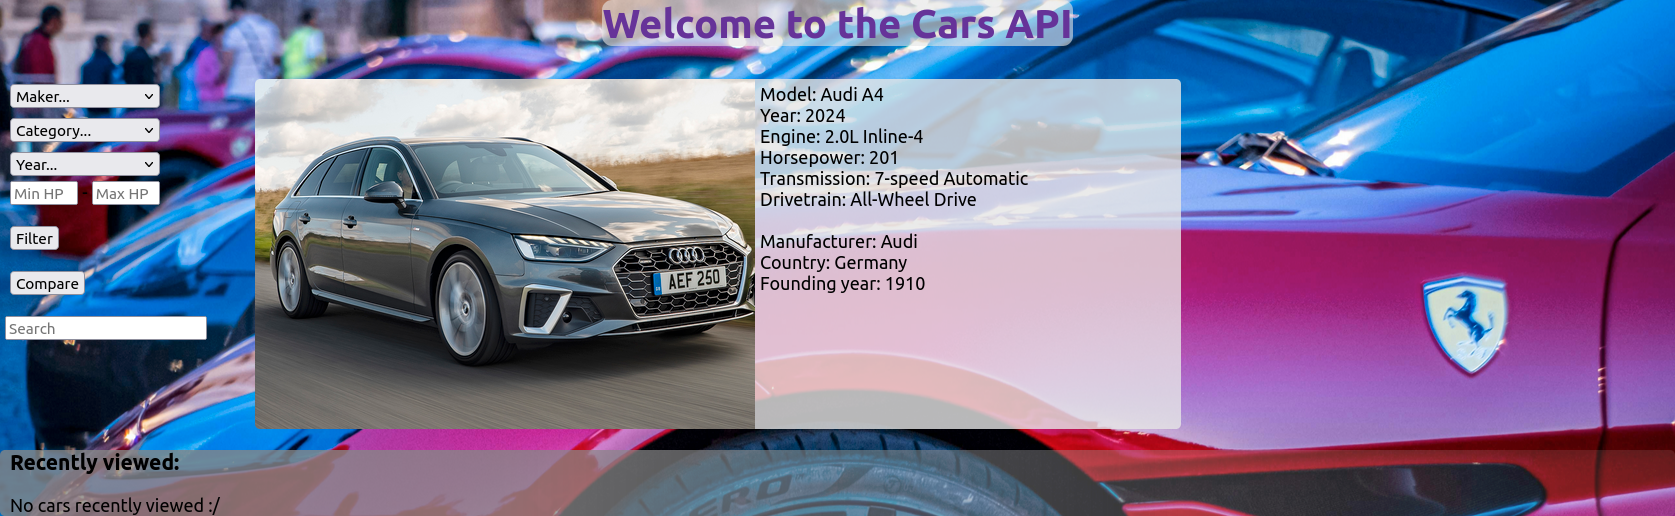 Welcome to the Cars API
Maker...
Category...
Year...
Min HP - Max HP
Filter
Compare
Search
Model: Audi A4
Year: 2024
Engine: 2.0L Inline-4
Horsepower: 201
Transmission: 7-speed Automatic
Drivetrain: All-Wheel Drive
Manufacturer: Audi
Country: Germany
Founding year: 1910
AEF 250
Recently viewed:
No cars recently viewed :/
ZERO